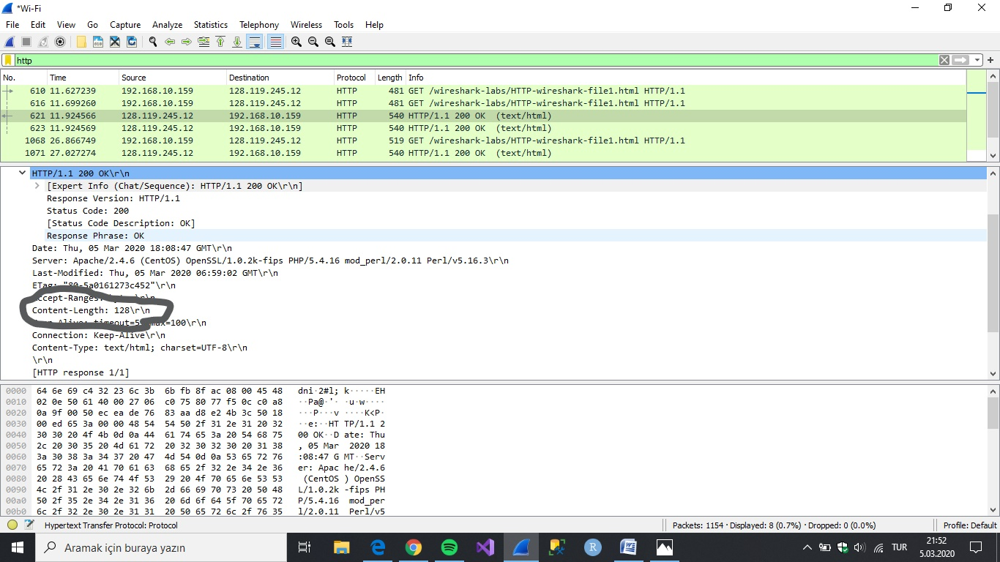 *Wi-Fi
File Edit View Go Capture Analyze Statistics Telephony Wireless Tools Help
http
No. Time Source Destination Protocol Length Info
610 11.627239 192.168.10.159 128.119.245.12 HTTP 481 GET /wireshark-labs/HTTP-wireshark-file1.html HTTP/1.1
616 11.699260 192.168.10.159 128.119.245.12 HTTP 481 GET /wireshark-labs/HTTP-wireshark-file1.html HTTP/1.1
621 11.924566 128.119.245.12 192.168.10.159 HTTP 540 HTTP/1.1 200 OK (text/html)
623 11.924569 128.119.245.12 192.168.10.159 HTTP 540 HTTP/1.1 200 OK (text/html)
1068 26.866749 192.168.10.159 128.119.245.12 HTTP 519 GET /wireshark-labs/HTTP-wireshark-file1.html HTTP/1.1
1071 27.027274 128.119.245.12 192.168.10.159 HTTP 540 HTTP/1.1 200 OK (text/html)
HTTP/1.1 200 OK\r\n
[Expert Info (Chat/Sequence): HTTP/1.1 200 OK\r\n]
Response Version: HTTP/1.1
Status Code: 200
[Status Code Description: OK]
Response Phrase: OK
Date: Thu, 05 Mar 2020 18:08:47 GMT\r\n
Server: Apache/2.4.6 (CentOS) OpenSSL/1.0.2k-fips PHP/5.4.16 mod_perl/2.0.11 Perl/v5.16.3\r\n
Last-Modified: Thu, 05 Mar 2020 06:59:02 GMT\r\n
ETag: "80-5a0161273c452"\r\n
Accept-Ranges: \r\n
Content-Length: 128\r\n
timeout=5, max=100\r\n
Connection: Keep-Alive\r\n
Content-Type: text/html; charset=UTF-8\r\n
\r\n
[HTTP response 1/1]
0000 64 6e 69 c4 32 23 6c 3b 6b fb 8f ac 08 00 45 48 dni·2#l; k·····EH
0010 02 0e 50 61 40 00 27 06 c0 75 80 77 f5 0c c0 a8 ··Pa@·'· ·u·w····
0020 0a 9f 00 50 ec ea de 76 83 aa d8 e2 4b 3c 50 18 ···P···v ····K<P·
0030 00 ed 65 3a 00 00 48 54 54 50 2f 31 2e 31 20 32 ··e:··HT TP/1.1 2
0040 30 30 20 4f 4b 0d 0a 44 61 74 65 3a 20 54 68 75 00 OK··D ate: Thu
0050 2c 20 30 35 20 4d 61 72 20 32 30 32 30 20 31 38 , 05 Mar 2020 18
0060 3a 30 38 3a 34 37 20 47 4d 54 0d 0a 53 65 72 76 :08:47 G MT··Serv
0070 65 72 3a 20 41 70 61 63 68 65 2f 32 2e 34 2e 36 er: Apac he/2.4.6
0080 20 28 43 65 6e 74 4f 53 29 20 4f 70 65 6e 53 53 (CentOS ) OpenSS
0090 4c 2f 31 2e 30 2e 32 6b 2d 66 69 70 73 20 50 48 L/1.0.2k -fips PH
00a0 50 2f 35 2e 34 2e 31 36 20 6d 6f 64 5f 70 65 72 P/5.4.16 mod_per
00b0 6c 2f 32 2e 30 2e 31 31 20 50 65 72 6c 2f 76 35 l/2.0.11 Perl/v5
Hypertext Transfer Protocol: Protocol Packets: 1154 · Displayed: 8 (0.7%) · Dropped: 0 (0.0%) Profile: Default
Aramak için buraya yazın TUR 21:52
5.03.2020